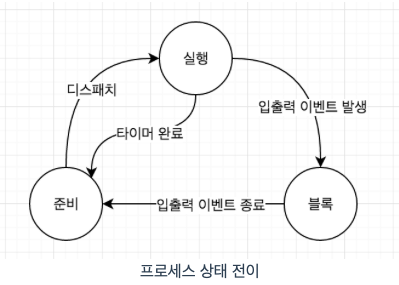 실행
디스패치
입출력 이벤트 발생
타이머 완료
준비
입출력 이벤트 종료
블록
프로세스 상태 전이